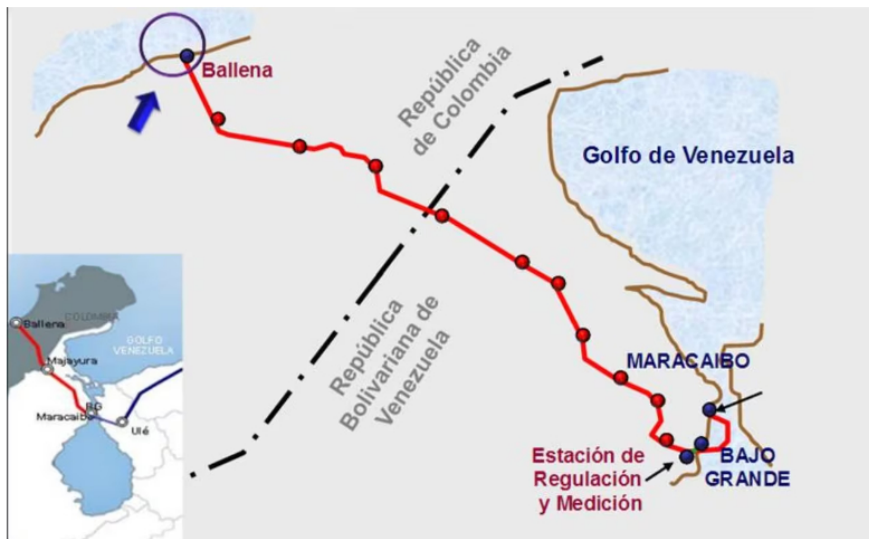 Ballena
República
de Colombia
Golfo de Venezuela
República
Bolivariana de
Venezuela
MARACAIBO
Estación de
Regulación
y Medición
BAJO
GRANDE
COLOMBIA
Ballena
GOLFO
VENEZUELA
Majayura
BG
Maracaibo
Ulé